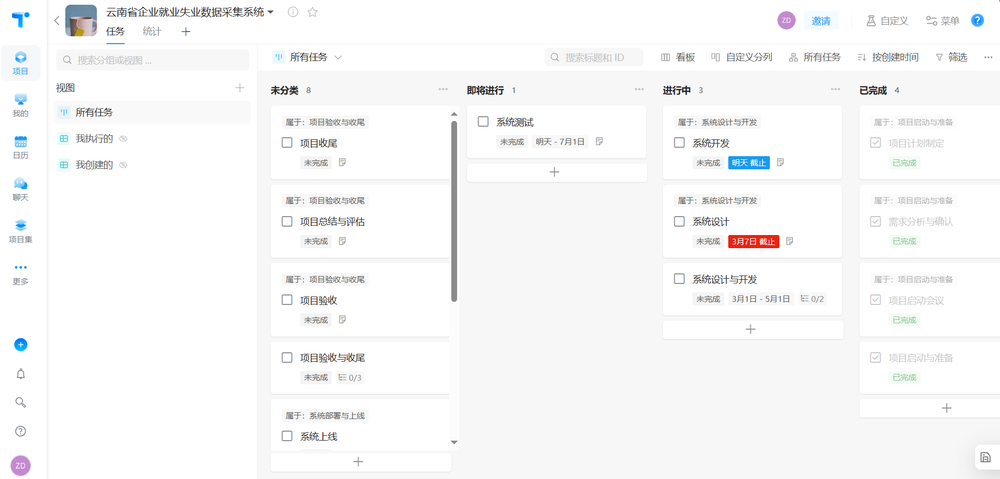 云南省企业就业失业数据采集系统
任务 统计
ZD 邀请 自定义 菜单 ?
项目
我的
日历
聊天
项目集
更多
ZD
搜索分组或视图 ...
视图
所有任务
我执行的
我创建的
所有任务 搜索标题和 ID 看板 自定义分列 所有任务 按创建时间 筛选
未分类 8
属于：项目验收与收尾
项目收尾
未完成
属于：项目验收与收尾
项目总结与评估
未完成
属于：项目验收与收尾
项目验收
未完成
项目验收与收尾
未完成 0/3
属于：系统部署与上线
系统上线
即将进行 1
系统测试
未完成 明天 - 7月1日
进行中 3
属于：系统设计与开发
系统开发
未完成 明天 截止
属于：系统设计与开发
系统设计
未完成 3月7日 截止
系统设计与开发
未完成 3月1日 - 5月1日 0/2
已完成 4
属于：项目启动与准备
项目计划制定
已完成
属于：项目启动与准备
需求分析与确认
已完成
属于：项目启动与准备
项目启动会议
已完成
项目启动与准备
已完成